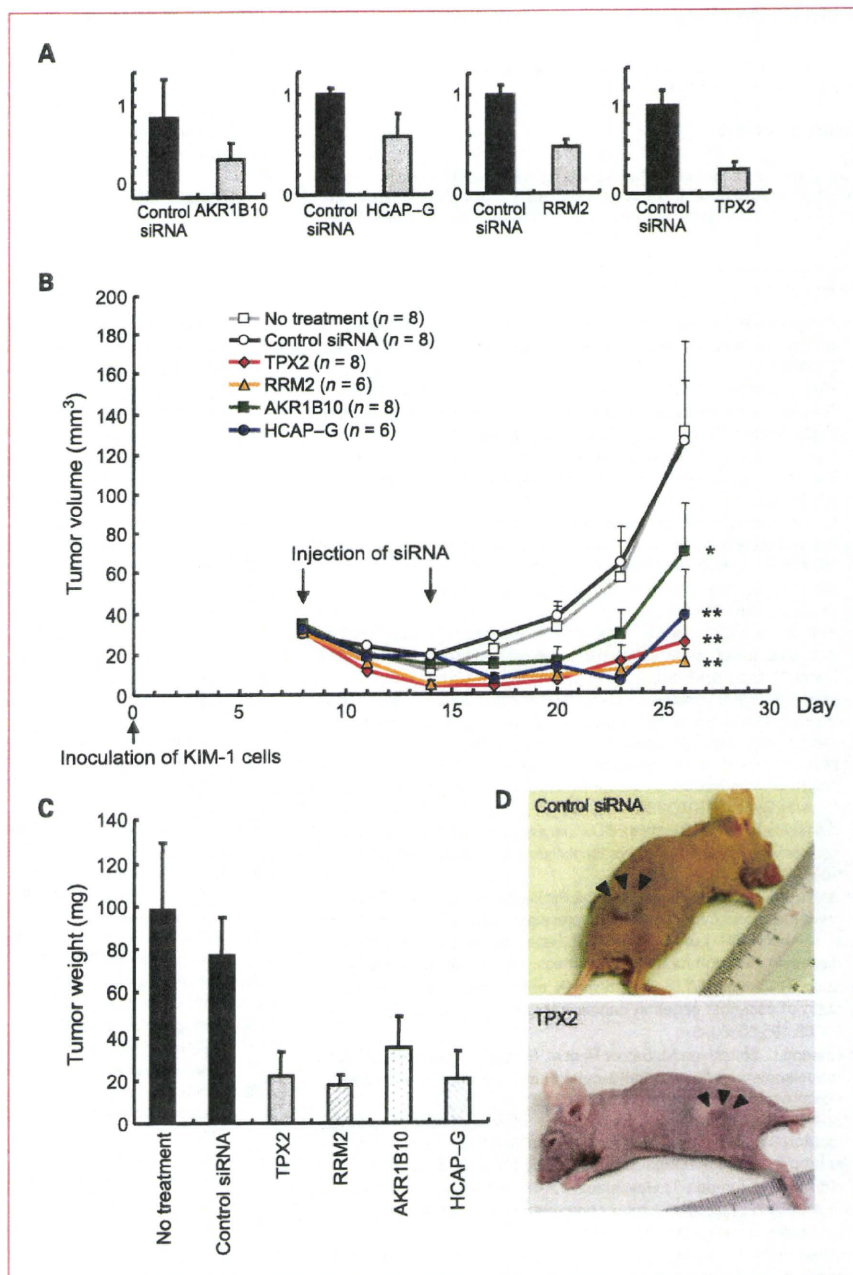 A
1
0
Control AKR1B10
siRNA
1
0
Control HCAP–G
siRNA
1
0
Control RRM2
siRNA
1
0
Control TPX2
siRNA
B
Tumor volume (mm³)
200
180
160
140
120
100
80
60
40
20
0
No treatment (n = 8)
Control siRNA (n = 8)
TPX2 (n = 8)
RRM2 (n = 6)
AKR1B10 (n = 8)
HCAP–G (n = 6)
Injection of siRNA
*
**
**
**
0 5 10 15 20 25 30 Day
Inoculation of KIM-1 cells
C
Tumor weight (mg)
140
120
100
80
60
40
20
0
No treatment
Control siRNA
TPX2
RRM2
AKR1B10
HCAP–G
D
Control siRNA
TPX2